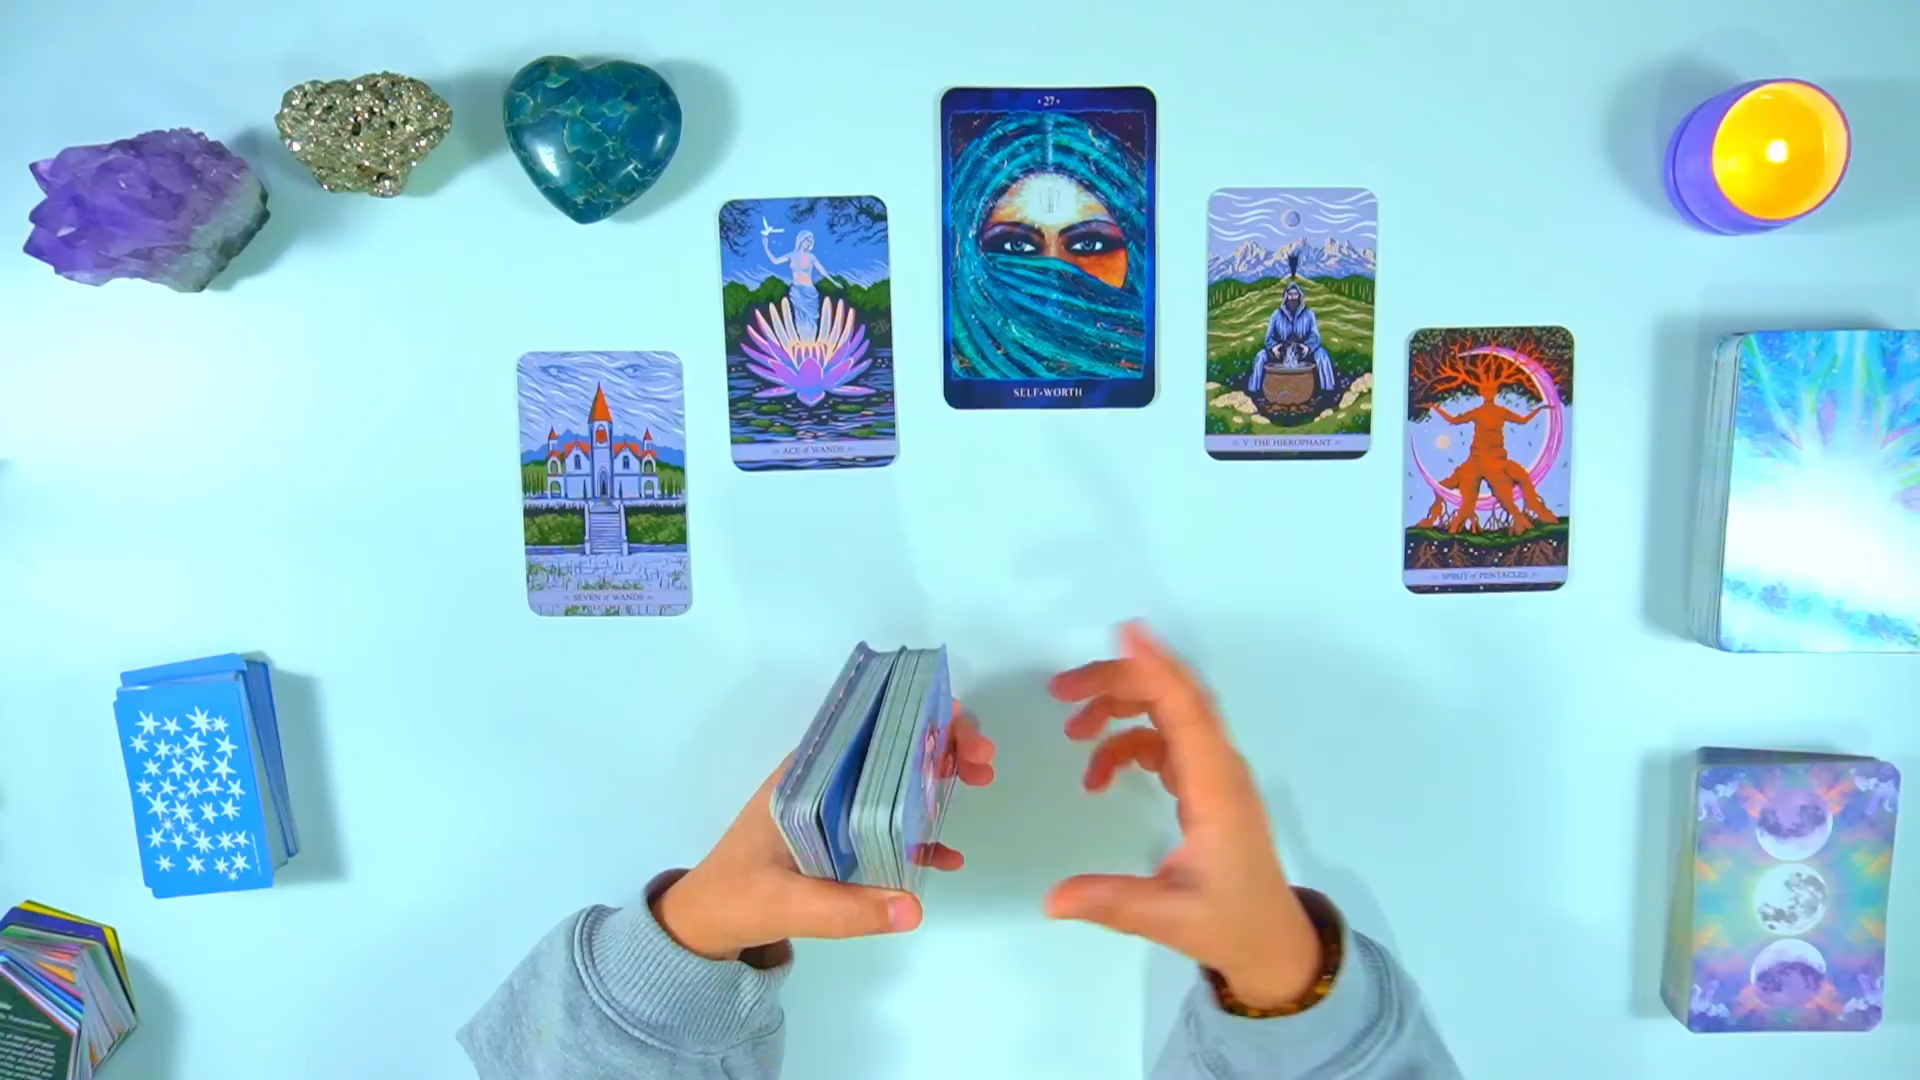 • 27 •
SELF-WORTH
ACE of WANDS
V THE HIEROPHANT
SPIRIT of PENTACLES
SEVEN of WANDS